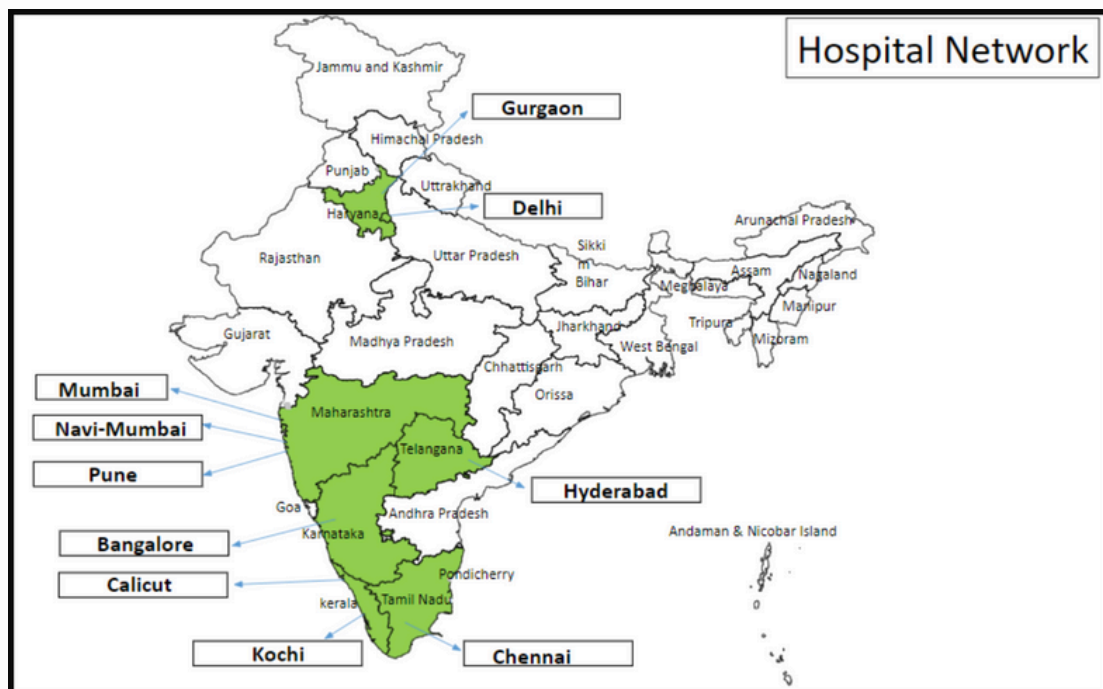 Hospital Network
Jammu and Kashmir
Gurgaon
Himachal Pradesh
Punjab
Uttrakhand
Haryana
Delhi
Arunachal Pradesh
Rasasthan
Uttar Pradesh
Sikki
m
Bihar
Assam
Nagaland
Meghalaya
Manipur
Gujarat
Madhya Pradesh
Jharkhand
Tripura
Mizoram
West Bengal
Chhattisgarh
Orissa
Mumbai
Maharashtra
Navi-Mumbai
Telangana
Pune
Hyderabad
Goa
Andhra Pradesh
Karnataka
Andaman & Nicobar Island
Bangalore
Pondicherry
Calicut
kerala
Tamil Nadu
Kochi
Chennai